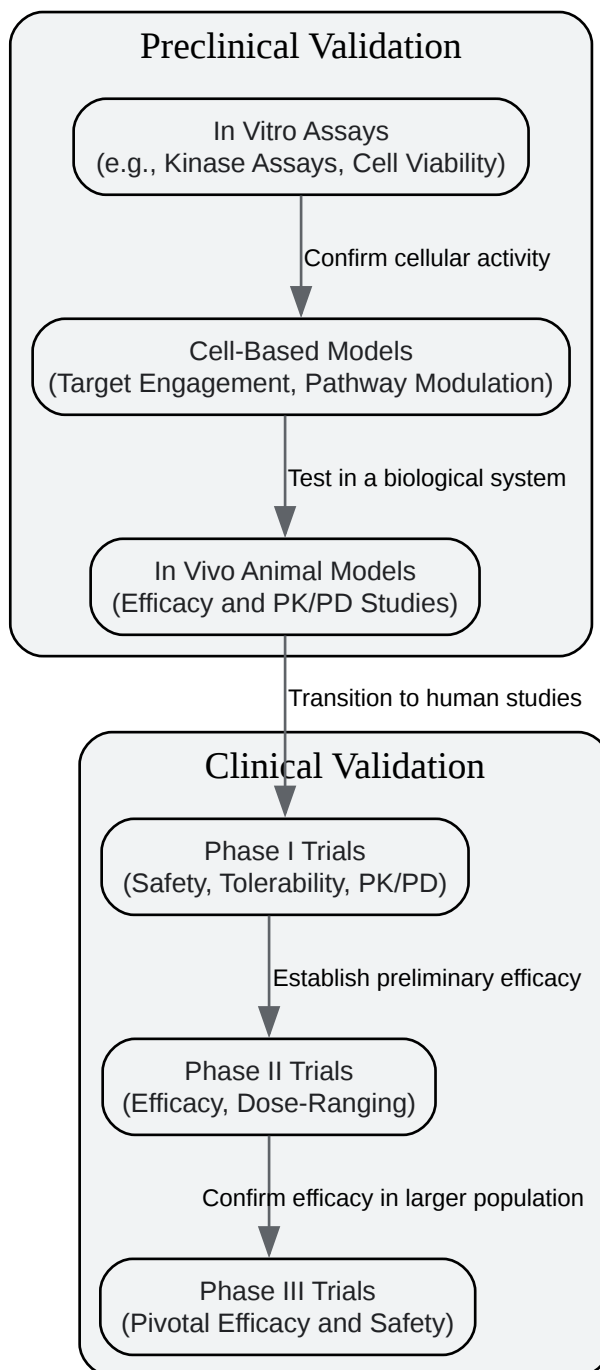 Preclinical Validation
In Vitro Assays
(e.g., Kinase Assays, Cell Viability)
Confirm cellular activity
Cell-Based Models
(Target Engagement, Pathway Modulation)
Test in a biological system
In Vivo Animal Models
(Efficacy and PK/PD Studies)
Transition to human studies
Clinical Validation
Phase I Trials
(Safety, Tolerability, PK/PD)
Establish preliminary efficacy
Phase II Trials
(Efficacy, Dose-Ranging)
Confirm efficacy in larger population
Phase III Trials
(Pivotal Efficacy and Safety)